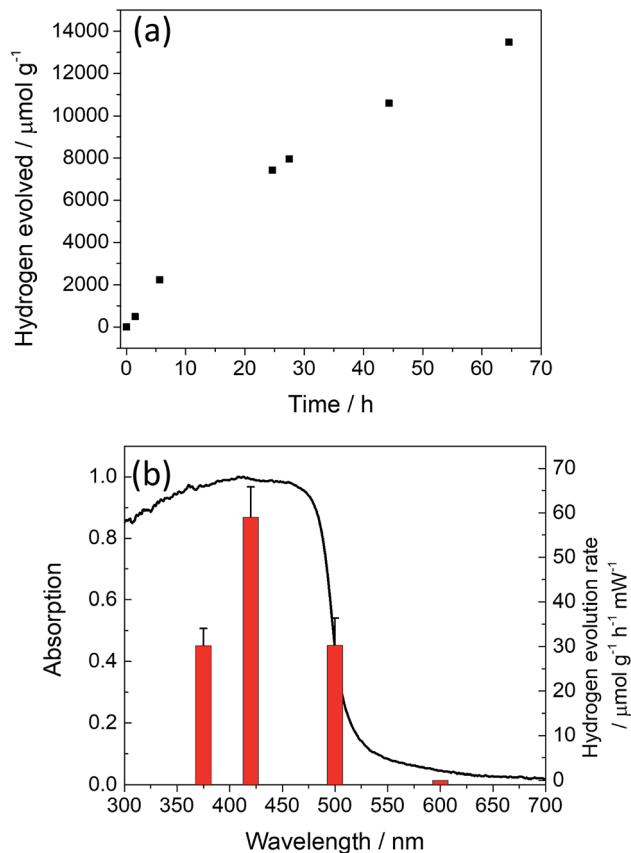 (a)
Hydrogen evolved / μmol g⁻¹
14000
12000
10000
8000
6000
4000
2000
0
0 10 20 30 40 50 60 70
Time / h
(b)
Absorption
1.0
0.8
0.6
0.4
0.2
0.0
70
60
50
40
30
20
10
0
Hydrogen evolution rate
/ μmol g⁻¹ h⁻¹ mW⁻¹
300 350 400 450 500 550 600 650 700
Wavelength / nm